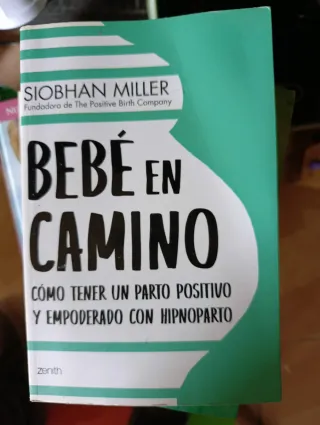 SIOBHAN MILLER
Fundadora de The Positive Birth Company
BEBÉ EN
CAMINO
CÓMO TENER UN PARTO POSITIVO
Y EMPODERADO CON HIPNOPARTO
zenith